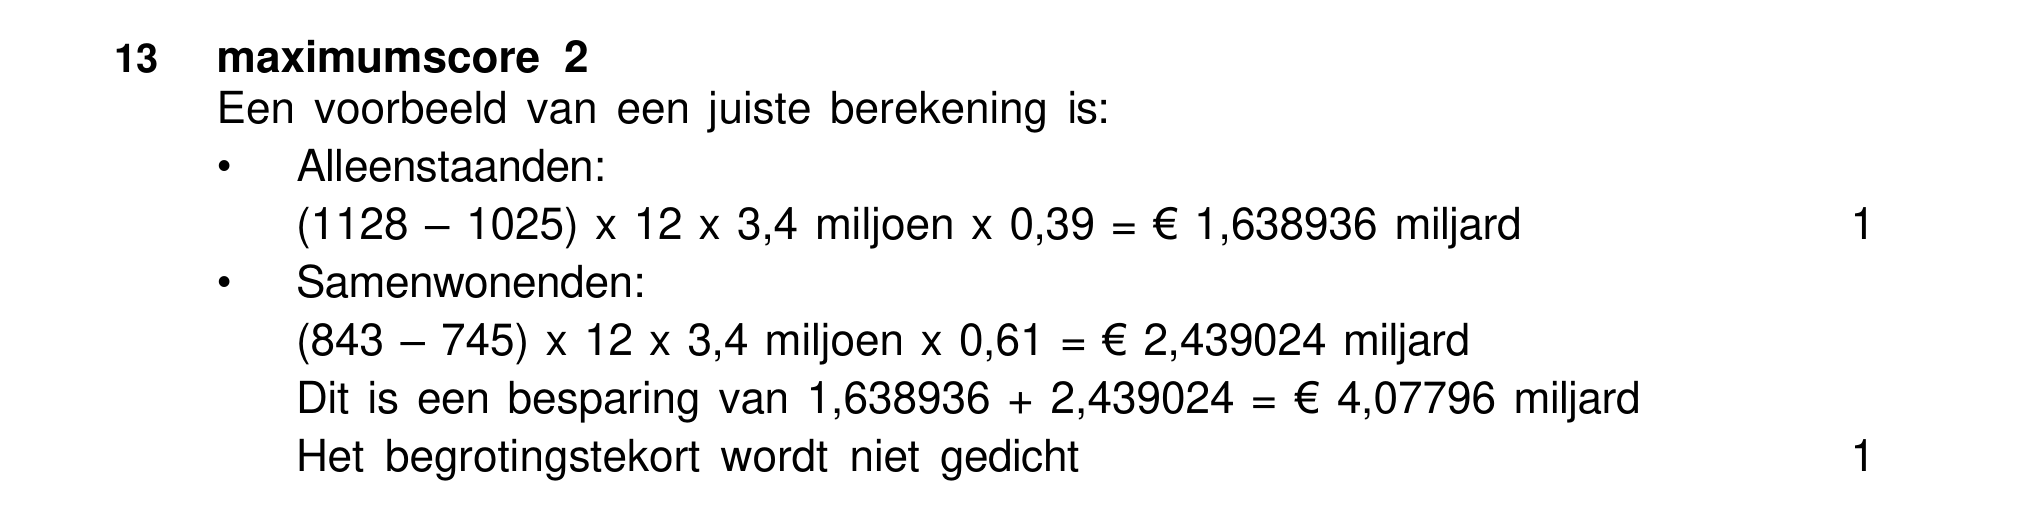 13 maximumscore 2
Een voorbeeld van een juiste berekening is:
• Alleenstaanden:
(1128 – 1025) x 12 x 3,4 miljoen x 0,39 = € 1,638936 miljard 1
• Samenwonenden:
(843 – 745) x 12 x 3,4 miljoen x 0,61 = € 2,439024 miljard
Dit is een besparing van 1,638936 + 2,439024 = € 4,07796 miljard
Het begrotingstekort wordt niet gedicht 1